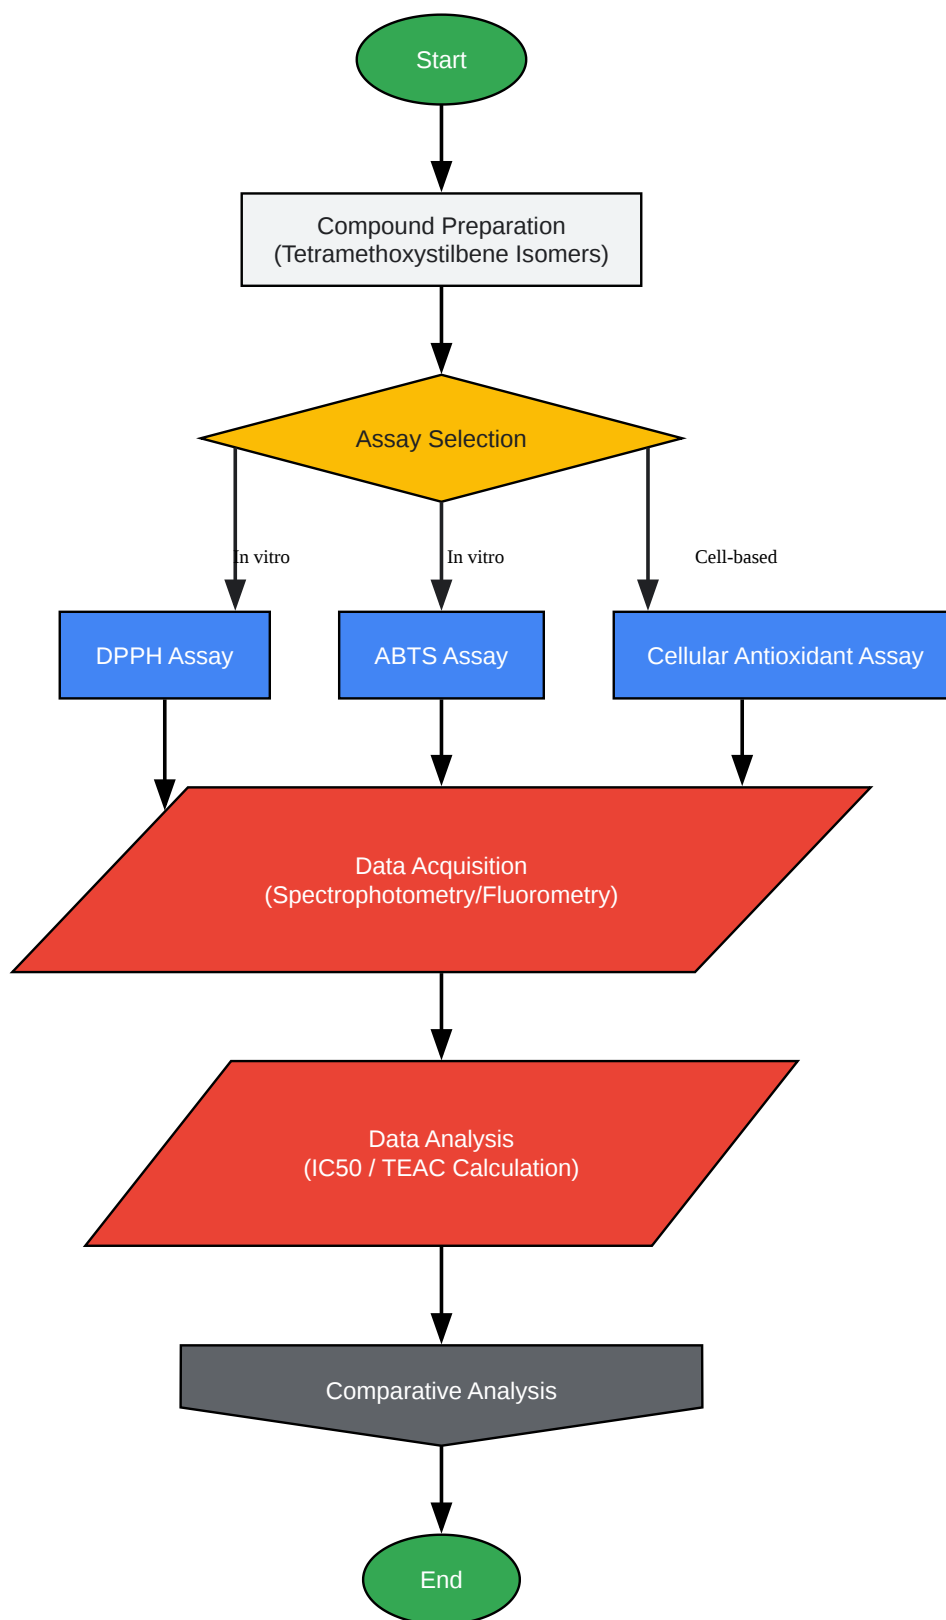 Start
Compound Preparation
(Tetramethoxystilbene Isomers)
Assay Selection
In vitro
In vitro
Cell-based
DPPH Assay
ABTS Assay
Cellular Antioxidant Assay
Data Acquisition
(Spectrophotometry/Fluorometry)
Data Analysis
(IC50 / TEAC Calculation)
Comparative Analysis
End